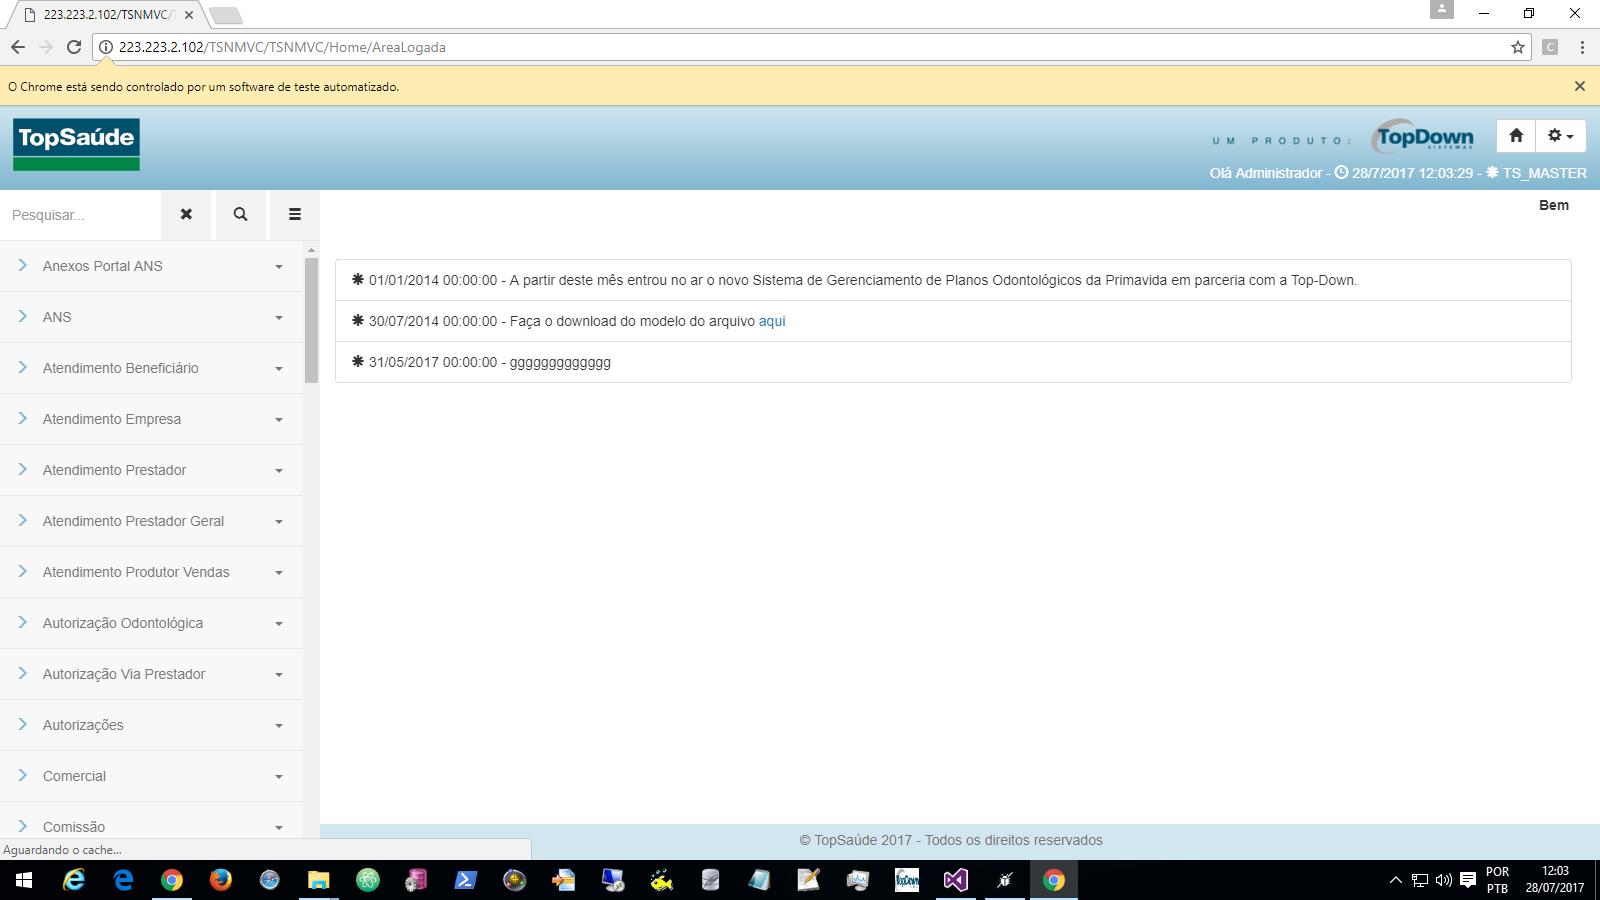 223.223.2.102/TSNMVC/T
223.223.2.102/TSNMVC/TSNMVC/Home/AreaLogada
C
O Chrome está sendo controlado por um software de teste automatizado.
TopSaúde
UM PRODUTO:
TopDown
SISTEMAS
Olá Administrador - 28/7/2017 12:03:29 - TS_MASTER
Pesquisar...
Bem
Anexos Portal ANS
ANS
Atendimento Beneficiário
Atendimento Empresa
Atendimento Prestador
Atendimento Prestador Geral
Atendimento Produtor Vendas
Autorização Odontológica
Autorização Via Prestador
Autorizações
Comercial
Comissão
01/01/2014 00:00:00 - A partir deste mês entrou no ar o novo Sistema de Gerenciamento de Planos Odontológicos da Primavida em parceria com a Top-Down.
30/07/2014 00:00:00 - Faça o download do modelo do arquivo aqui
31/05/2017 00:00:00 - ggggggggggggg
© TopSaúde 2017 - Todos os direitos reservados
Aguardando o cache...
TopDown
POR
PTB
12:03
28/07/2017